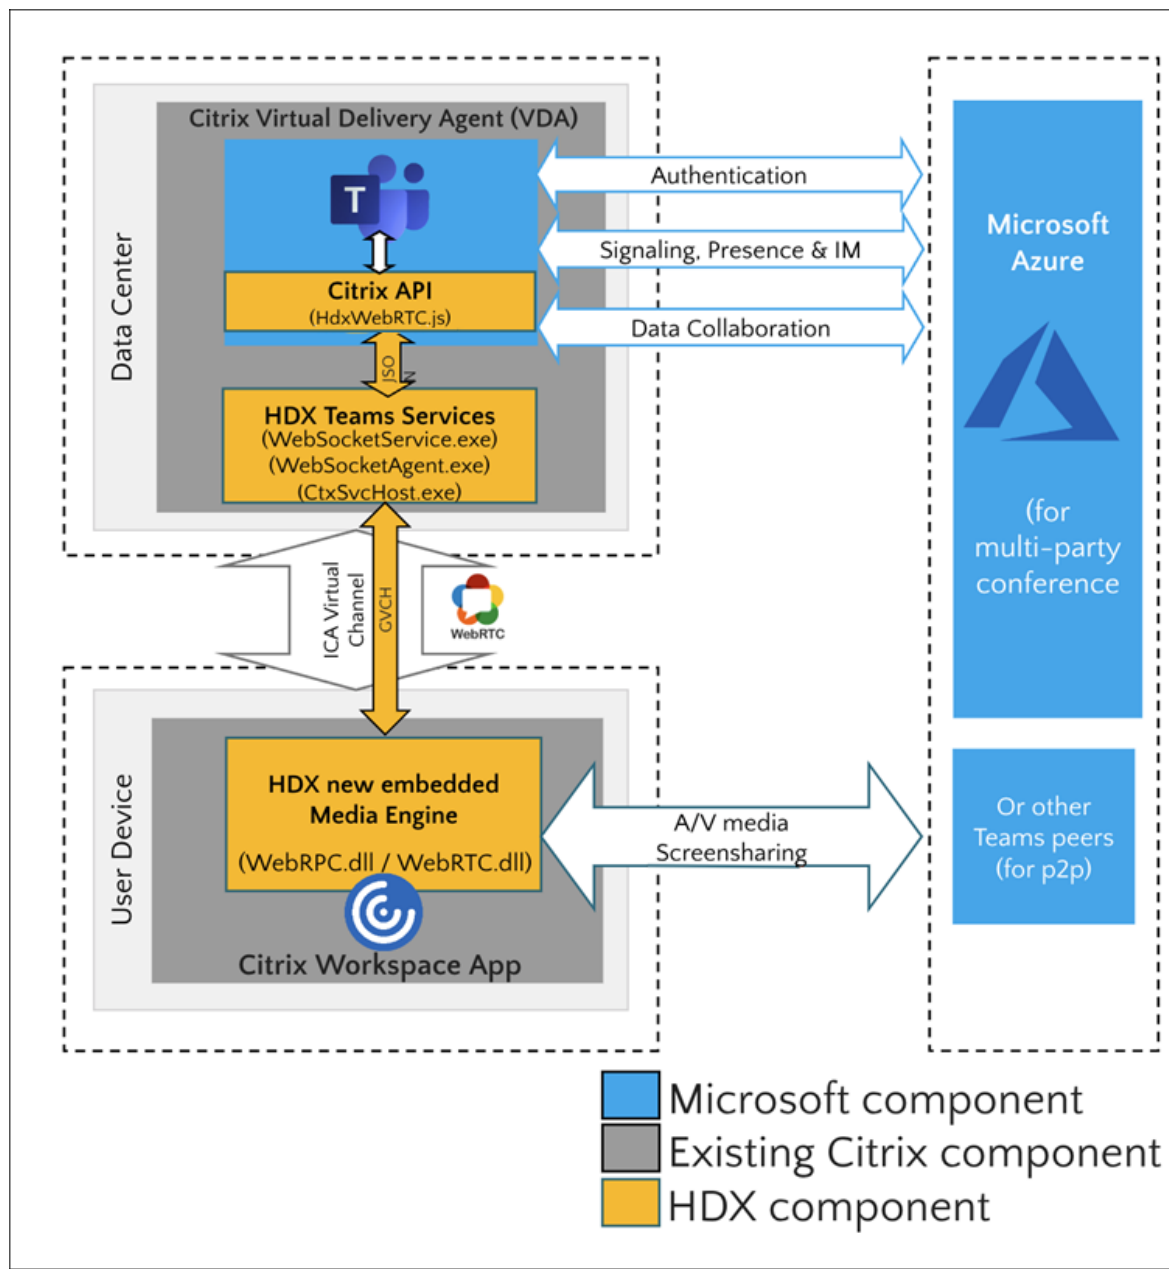 Citrix Virtual Delivery Agent (VDA)
T
Citrix API
(HdxWebRTC.js)
JSO
N
HDX Teams Services
(WebSocketService.exe)
(WebSocketAgent.exe)
(CtxSvcHost.exe)
Data Center
Authentication
Signaling, Presence & IM
Data Collaboration
Microsoft
Azure
(for
multi-party
conference
ICA Virtual
Channel
GVCH
WebRTC
User Device
HDX new embedded
Media Engine
(WebRPC.dll / WebRTC.dll)
Citrix Workspace App
A/V media
Screensharing
Or other
Teams peers
(for p2p)
Microsoft component
Existing Citrix component
HDX component